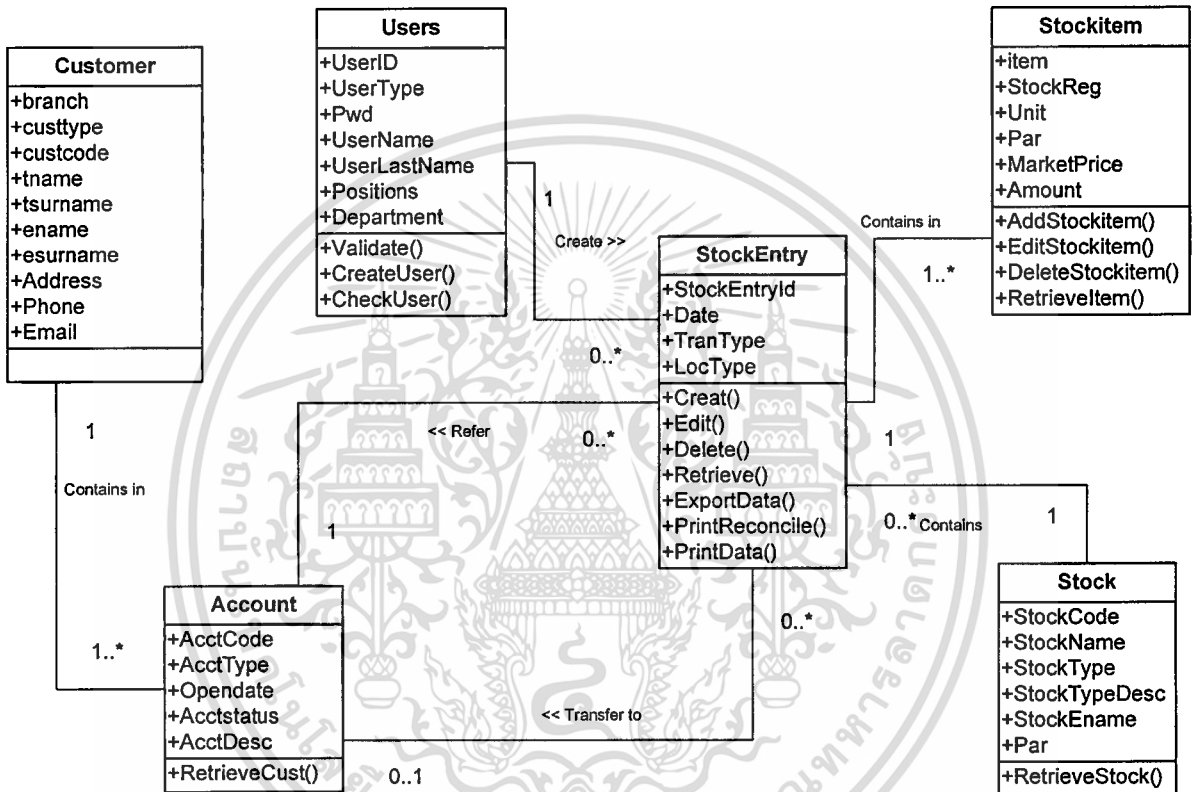 Customer
+branch
+custtype
+custcode
+tname
+tsurname
+ename
+esurname
+Address
+Phone
+Email
Users
+UserID
+UserType
+Pwd
+UserName
+UserLastName
+Positions
+Department
+Validate()
+CreateUser()
+CheckUser()
Stockitem
+item
+StockReg
+Unit
+Par
+MarketPrice
+Amount
+AddStockitem()
+EditStockitem()
+DeleteStockitem()
+RetrieveItem()
1
Create >>
0..*
Contains in
1..*
1
StockEntry
+StockEntryId
+Date
+TranType
+LocType
+Creat()
+Edit()
+Delete()
+Retrieve()
+ExportData()
+PrintReconcile()
+PrintData()
<< Refer
0..*
1
1
Contains in
1..*
0..* Contains
1
Account
+AcctCode
+AcctType
+Opendate
+Acctstatus
+AcctDesc
+RetrieveCust()
0..*
<< Transfer to
0..1
Stock
+StockCode
+StockName
+StockType
+StockTypeDesc
+StockEname
+Par
+RetrieveStock()